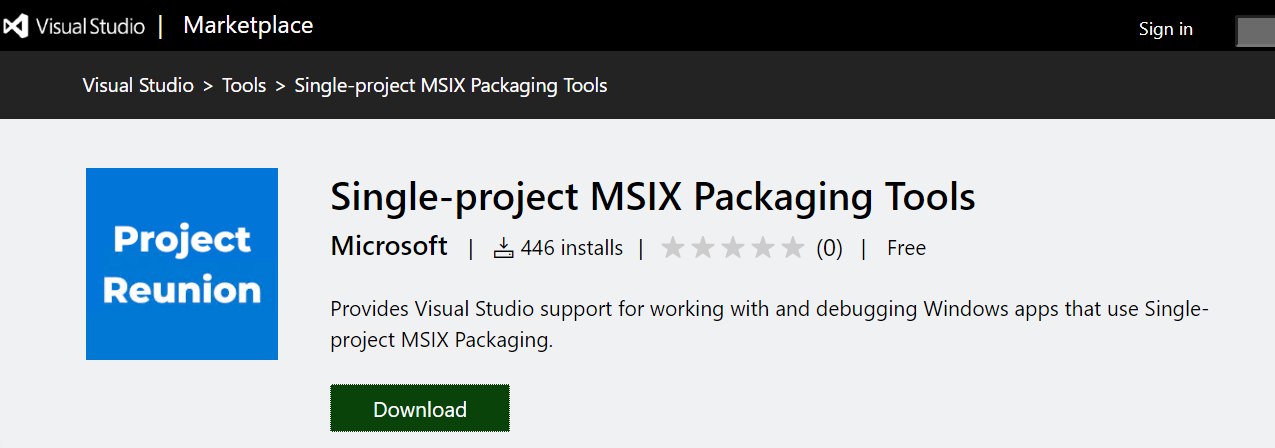 Visual Studio | Marketplace
Sign in
Visual Studio > Tools > Single-project MSIX Packaging Tools
Project
Reunion
Single-project MSIX Packaging Tools
Microsoft | 446 installs | (0) | Free
Provides Visual Studio support for working with and debugging Windows apps that use Single-
project MSIX Packaging.
Download